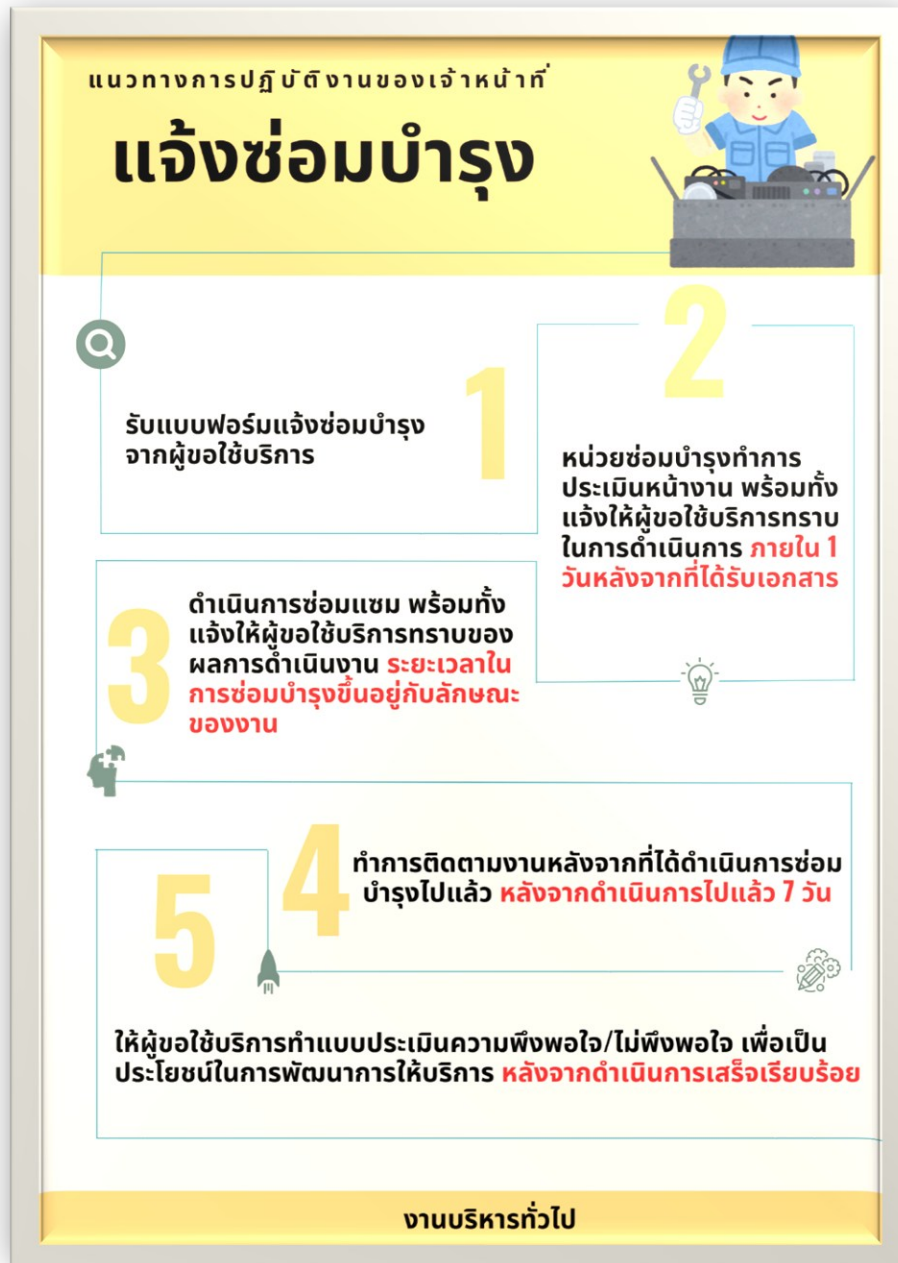 แนวทางการปฏิบัติงานของเจ้าหน้าที่
แจ้งซ่อมบำรุง
1
รับแบบฟอร์มแจ้งซ่อมบำรุง
จากผู้ขอใช้บริการ
2
หน่วยซ่อมบำรุงทำการ
ประเมินหน้างาน พร้อมทั้ง
แจ้งให้ผู้ขอใช้บริการทราบ
ในการดำเนินการ ภายใน 1
วันหลังจากที่ได้รับเอกสาร
3
ดำเนินการซ่อมแซม พร้อมทั้ง
แจ้งให้ผู้ขอใช้บริการทราบของ
ผลการดำเนินงาน ระยะเวลาใน
การซ่อมบำรุงขึ้นอยู่กับลักษณะ
ของงาน
4
ทำการติดตามงานหลังจากที่ได้ดำเนินการซ่อม
บำรุงไปแล้ว หลังจากดำเนินการไปแล้ว 7 วัน
5
ให้ผู้ขอใช้บริการทำแบบประเมินความพึงพอใจ/ไม่พึงพอใจ เพื่อเป็น
ประโยชน์ในการพัฒนาการให้บริการ หลังจากดำเนินการเสร็จเรียบร้อย
งานบริหารทั่วไป